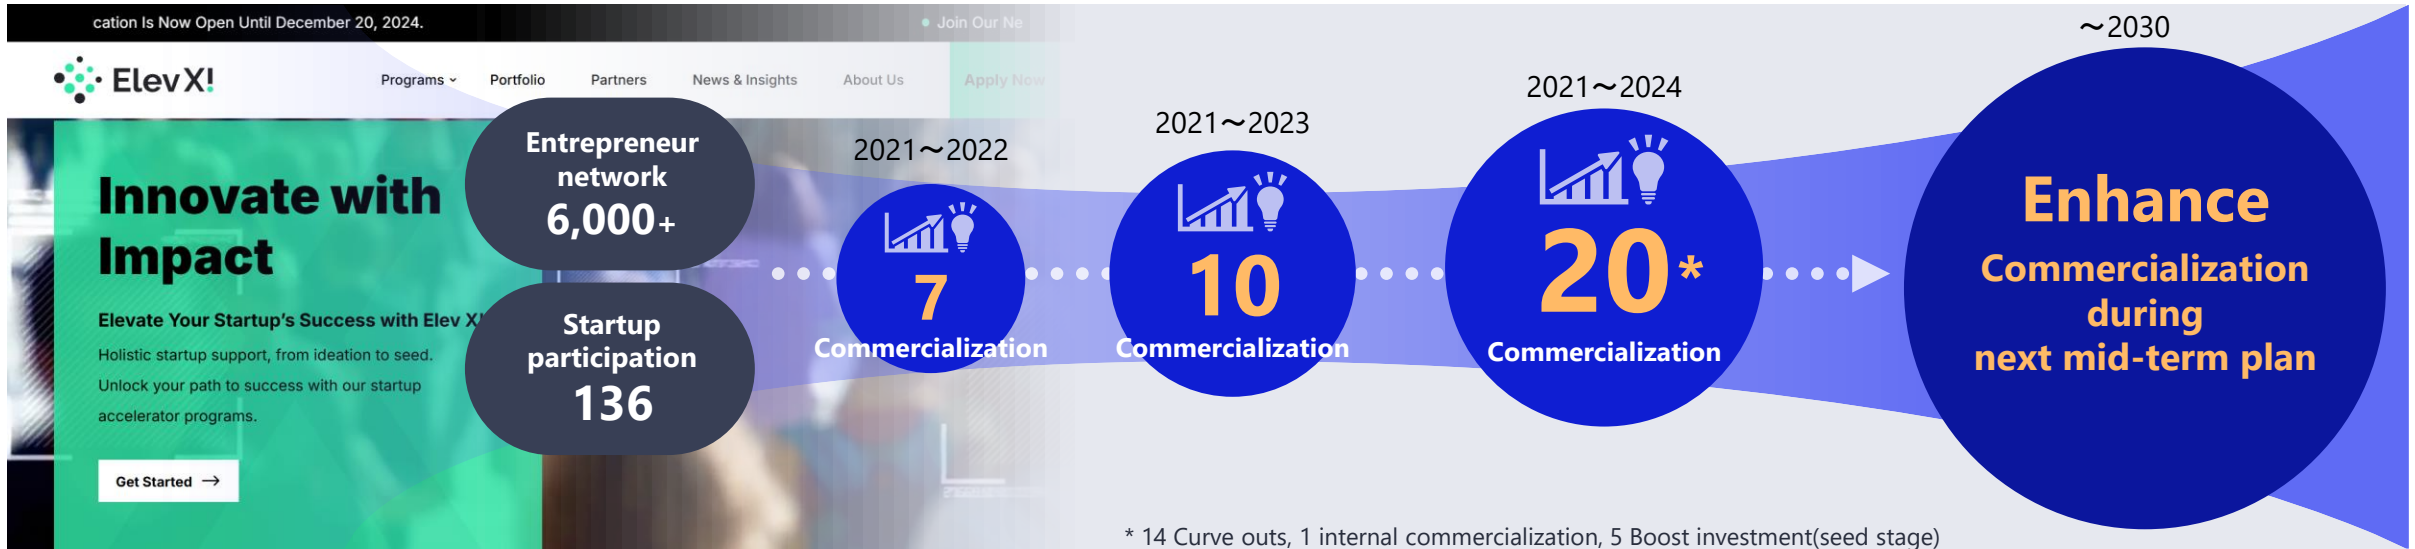 cation Is Now Open Until December 20, 2024.
Join Our Ne
Elev X!
Programs
Portfolio
Partners
News & Insights
About Us
Apply Now
Innovate with
Impact
Elevate Your Startup's Success with Elev X!
Holistic startup support, from ideation to seed.
Unlock your path to success with our startup
accelerator programs.
Get Started →
Entrepreneur
network
6,000+
Startup
participation
136
2021～2022
7
Commercialization
2021～2023
10
Commercialization
2021～2024
20*
Commercialization
～2030
Enhance
Commercialization
during
next mid-term plan
* 14 Curve outs, 1 internal commercialization, 5 Boost investment(seed stage)